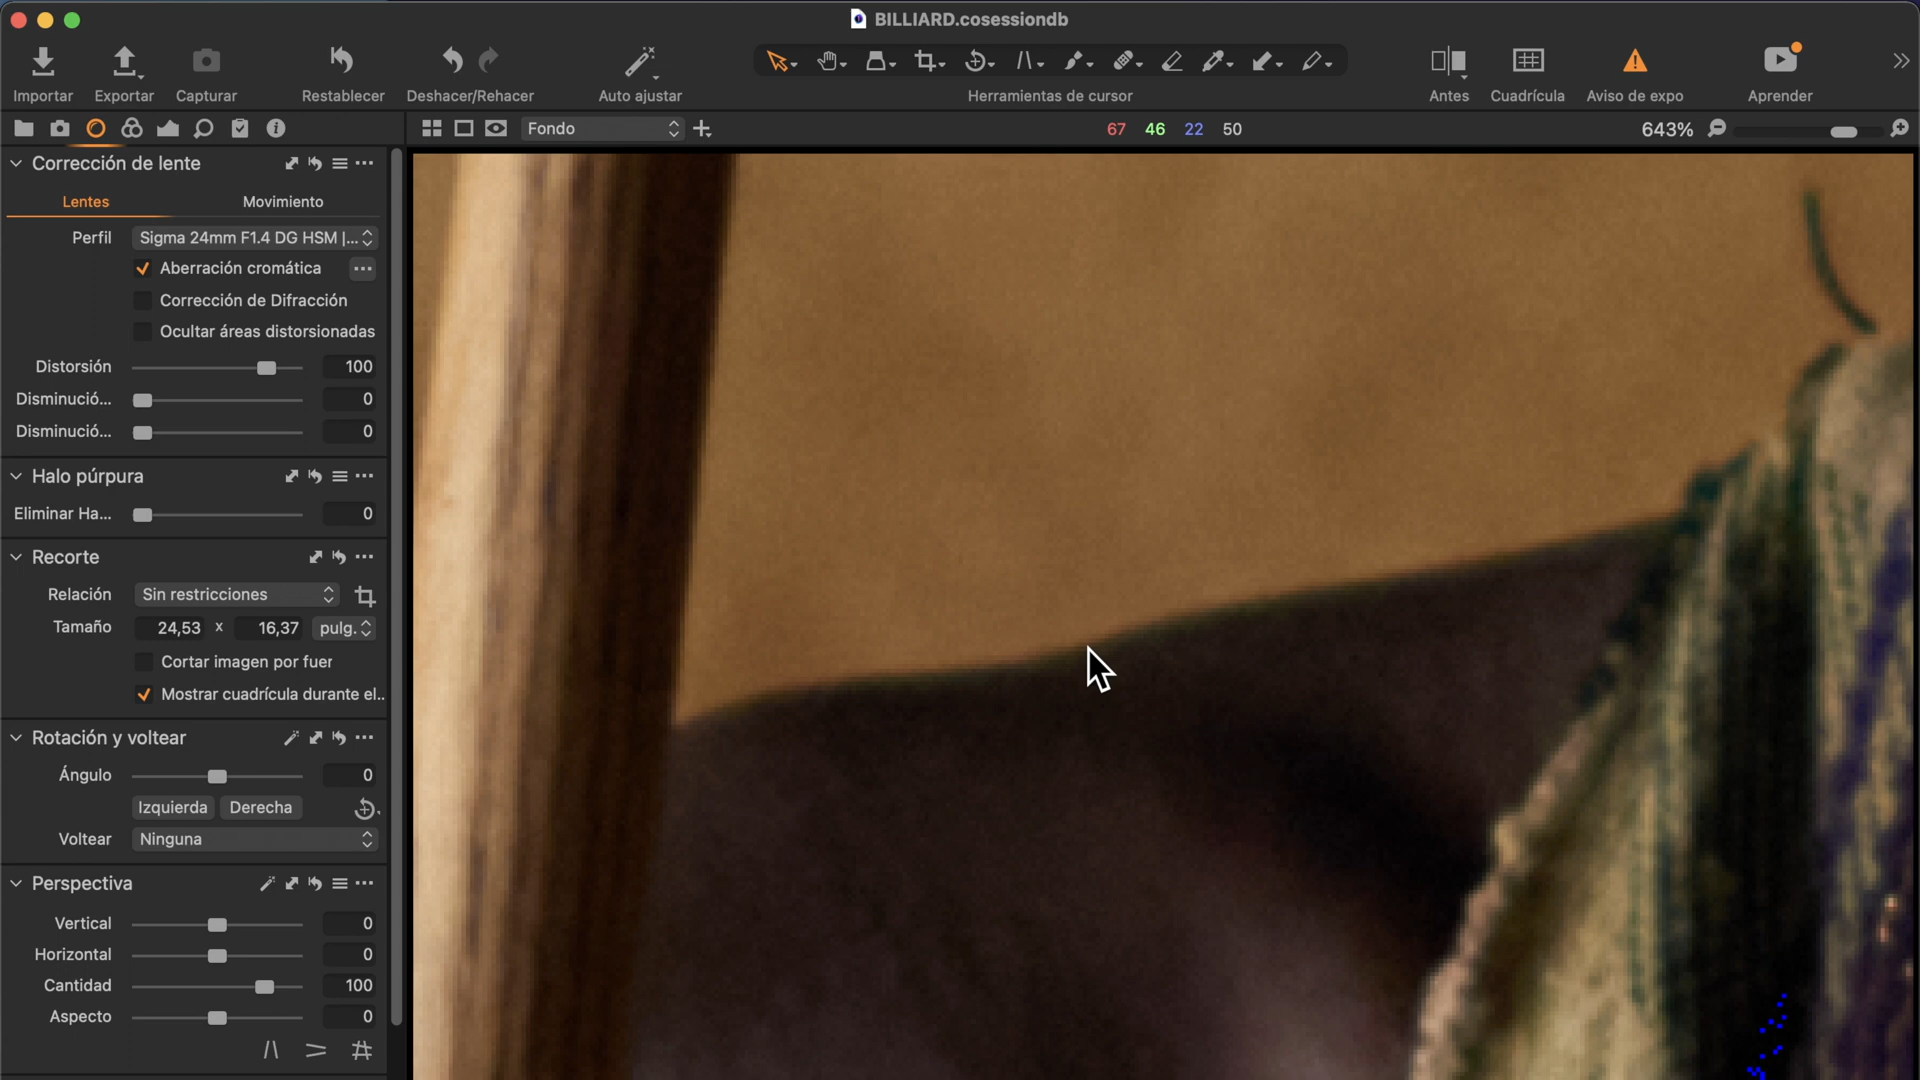 BILLIARD.cosessiondb
Importar
Exportar
Capturar
Restablecer
Deshacer/Rehacer
Auto ajustar
Herramientas de cursor
Antes
Cuadrícula
Aviso de expo
Aprender
Fondo
67 46 22 50
643%
Corrección de lente
Lentes Movimiento
Perfil Sigma 24mm F1.4 DG HSM |...
Aberración cromática
Corrección de Difracción
Ocultar áreas distorsionadas
Distorsión 100
Disminució... 0
Disminució... 0
Halo púrpura
Eliminar Ha... 0
Recorte
Relación Sin restricciones
Tamaño 24,53 x 16,37 pulg.
Cortar imagen por fuer
Mostrar cuadrícula durante el..
Rotación y voltear
Ángulo 0
Izquierda Derecha
Voltear Ninguna
Perspectiva
Vertical 0
Horizontal 0
Cantidad 100
Aspecto 0